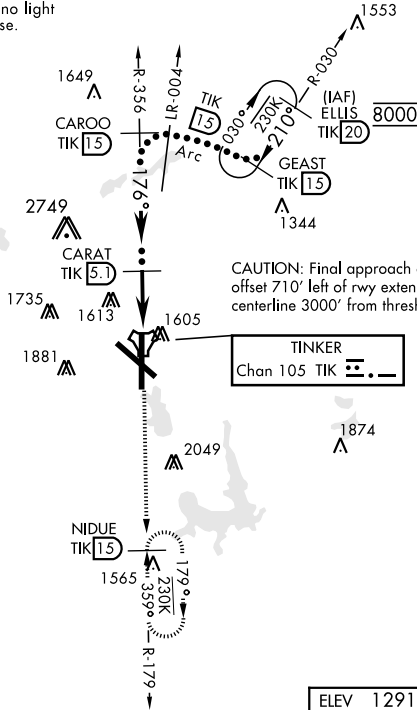 no light
se.
1553
1649
R-356
LR-004
TIK
15
Arc
030°
230K
210°
R-030
(IAF)
ELLIS
TIK 20
8000
CAROO
TIK 15
GEAST
TIK 15
1344
176°
2749
CARAT
TIK 5.1
CAUTION: Final approach
offset 710' left of rwy exten
centerline 3000' from thresh
1735
1613
1605
1881
TINKER
Chan 105 TIK
1874
2049
NIDUE
TIK 15
1565
359°
230K
179°
R-179
ELEV 1291